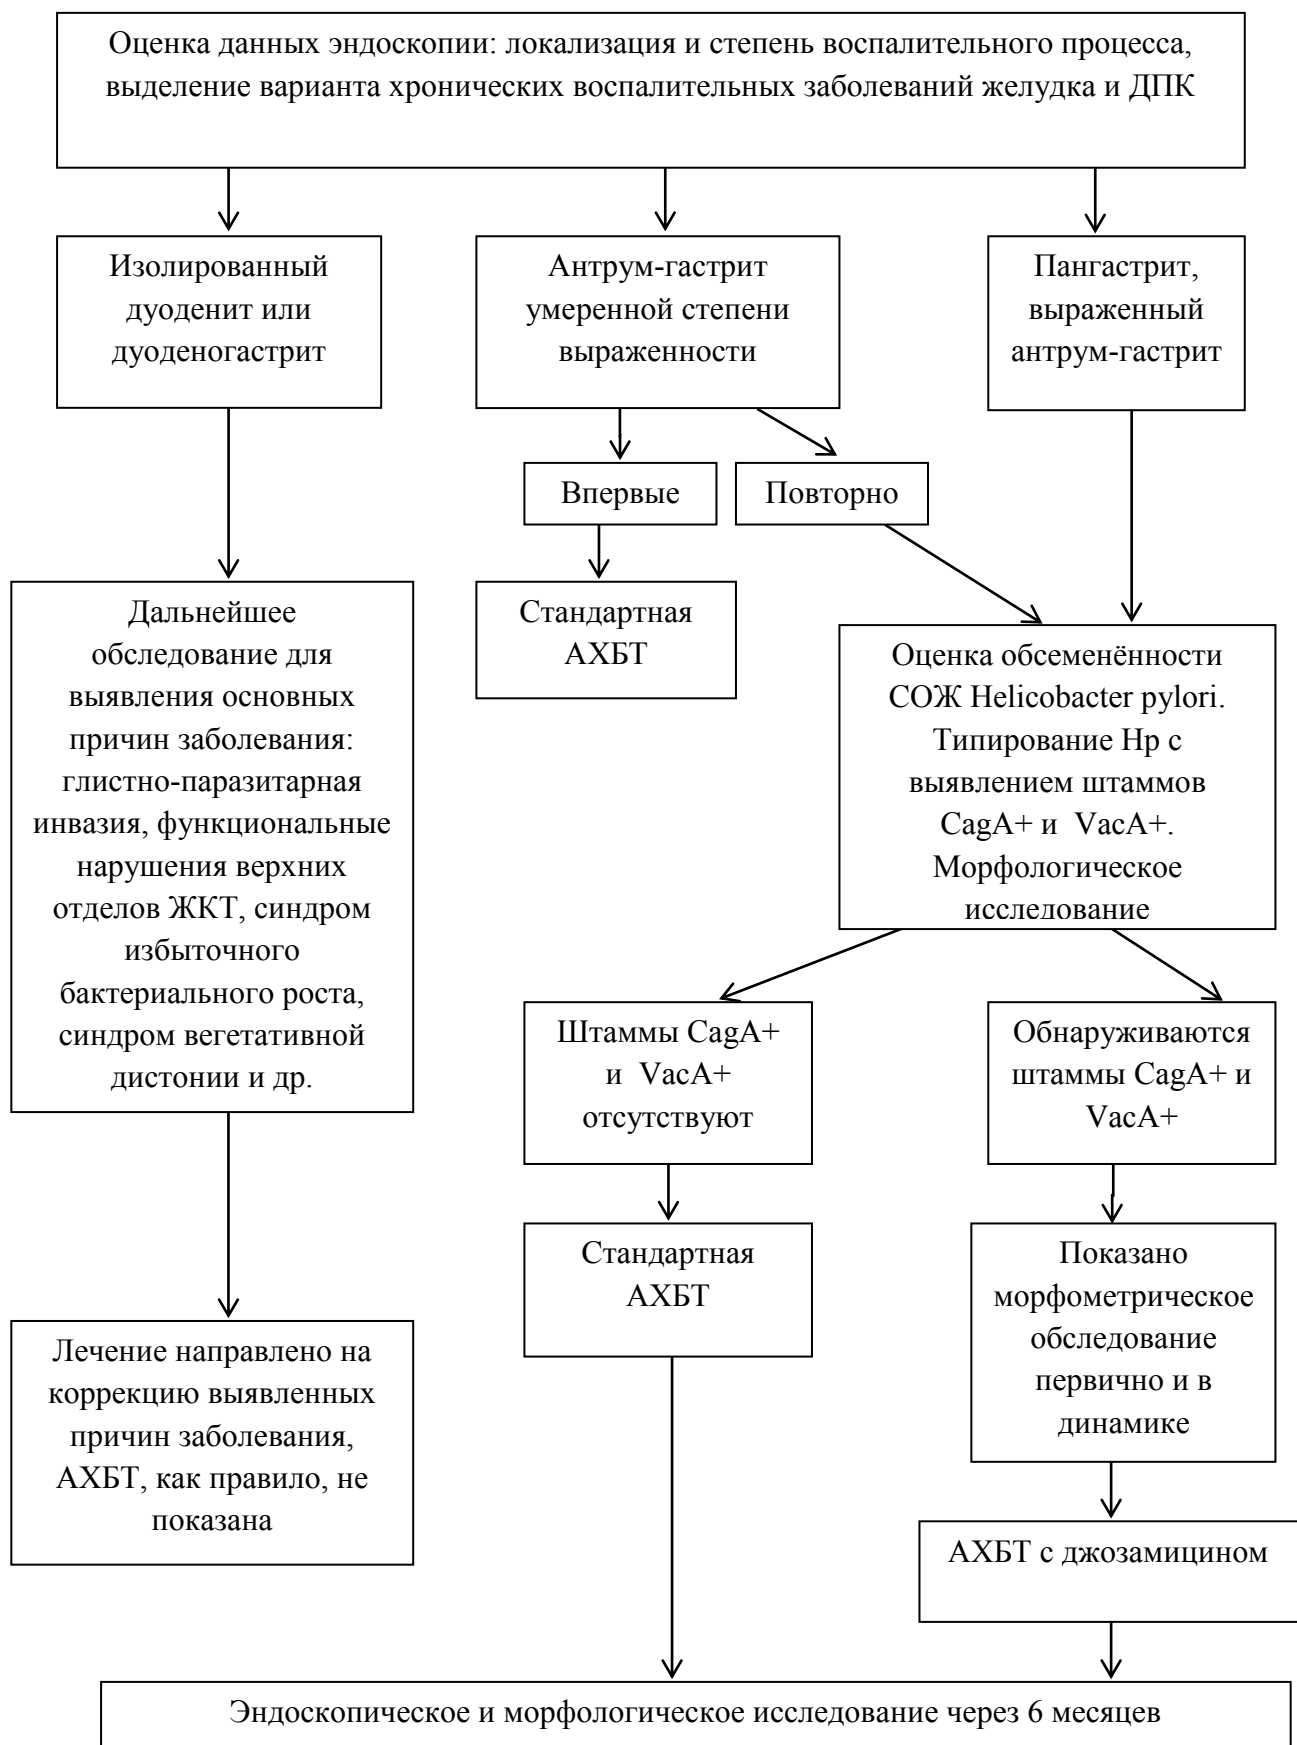 Оценка данных эндоскопии: локализация и степень воспалительного процесса,
выделение варианта хронических воспалительных заболеваний желудка и ДПК
Изолированный
дуоденит или
дуоденогастрит
Антрум-гастрит
умеренной степени
выраженности
Пангастрит,
выраженный
антрум-гастрит
Впервые
Повторно
Стандартная
АХБТ
Дальнейшее
обследование для
выявления основных
причин заболевания:
глистно-паразитарная
инвазия, функциональные
нарушения верхних
отделов ЖКТ, синдром
избыточного
бактериального роста,
синдром вегетативной
дистонии и др.
Оценка обсеменённости
СОЖ Helicobacter pylori.
Типирование Нр с
выявлением штаммов
CagA+ и VacA+.
Морфологическое
исследование
Штаммы CagA+
и VacA+
отсутствуют
Обнаруживаются
штаммы CagA+ и
VacA+
Стандартная
АХБТ
Показано
морфометрическое
обследование
первично и в
динамике
Лечение направлено на
коррекцию выявленных
причин заболевания,
АХБТ, как правило, не
показана
АХБТ с джозамицином
Эндоскопическое и морфологическое исследование через 6 месяцев